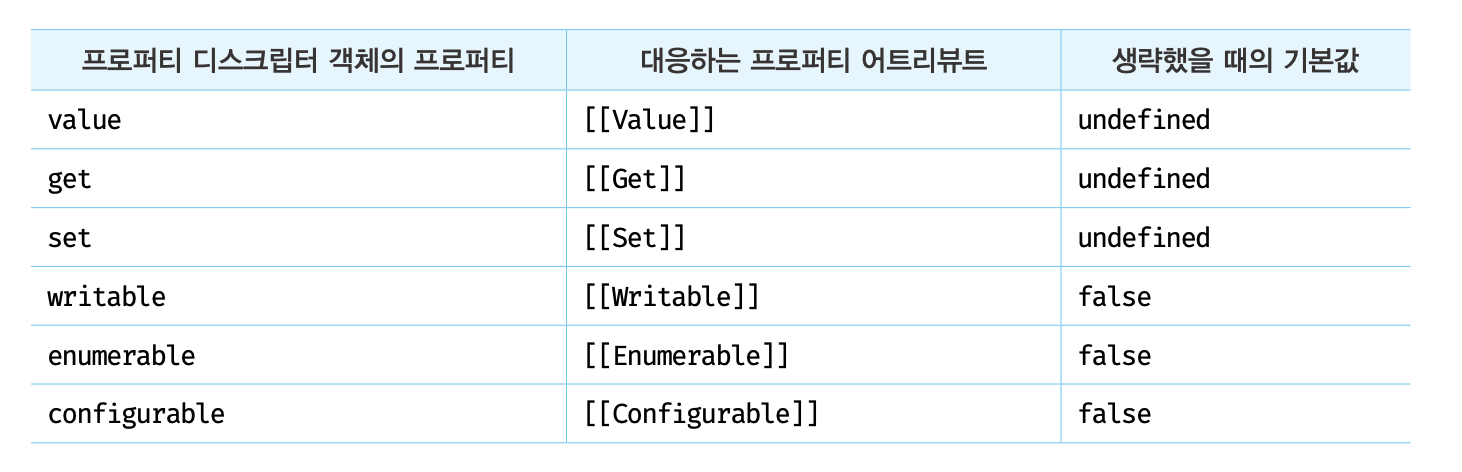 프로퍼티 디스크립터 객체의 프로퍼티 대응하는 프로퍼티 어트리뷰트 생략했을 때의 기본값
value [[Value]] undefined
get [[Get]] undefined
set [[Set]] undefined
writable [[Writable]] false
enumerable [[Enumerable]] false
configurable [[Configurable]] false